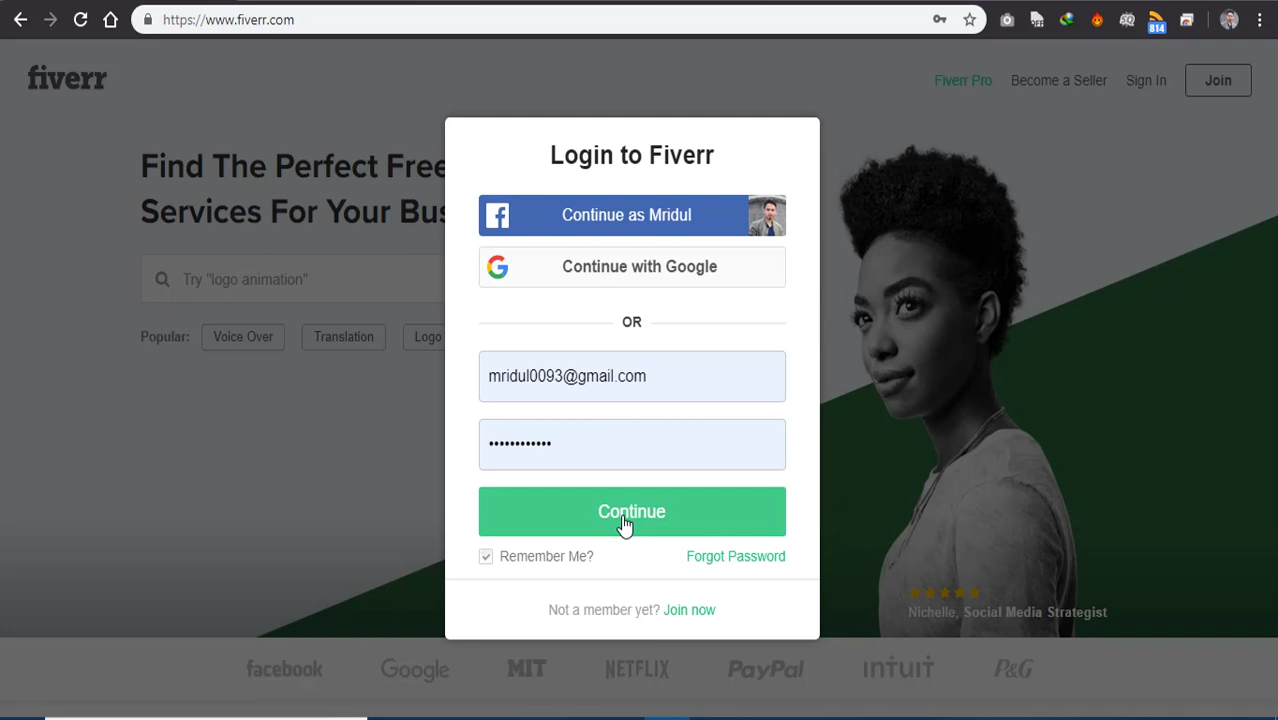 https://www.fiverr.com
OFF
SQ
814
fiverr
Fiverr Pro
Become a Seller
Sign In
Join
Login to Fiverr
Find The Perfect Free
Services For Your Bus
Continue as Mridul
Continue with Google
Try "logo animation"
OR
Popular:
Voice Over
Translation
Logo
mridul0093@gmail.com
••••••••••••
Continue
Remember Me?
Forgot Password
Not a member yet? Join now
Nichelle, Social Media Strategist
facebook
Google
MIT
NETFLIX
PayPal
intuit
P&G